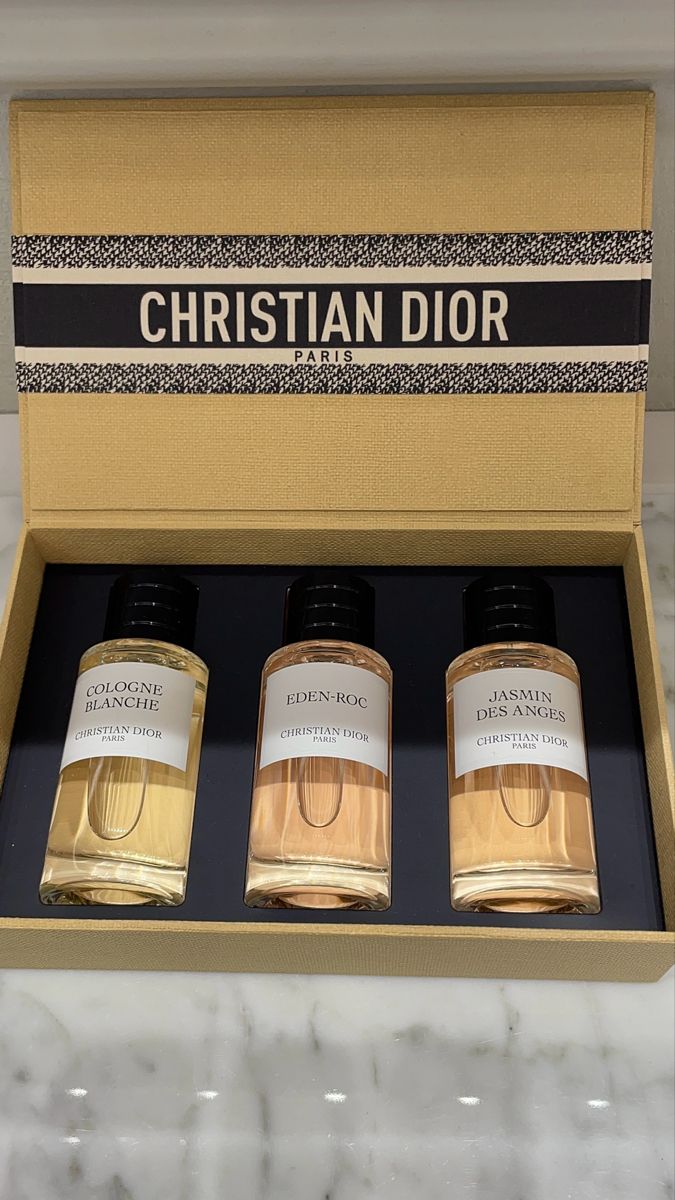 CHRISTIAN DIOR
PARIS
COLOGNE
BLANCHE
CHRISTIAN DIOR
PARIS
EDEN-ROC
CHRISTIAN DIOR
PARIS
JASMIN
DES ANGES
CHRISTIAN DIOR
PARIS